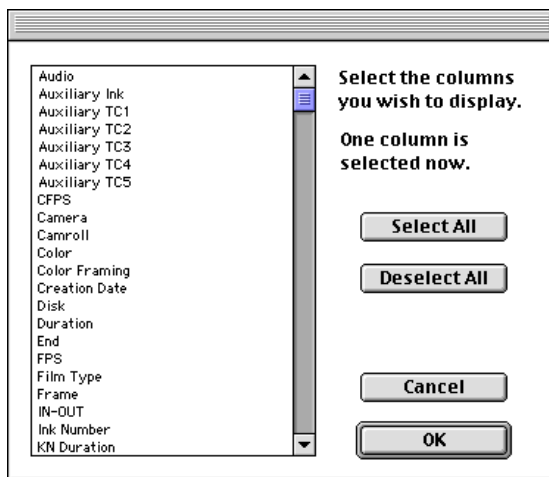 Audio
Auxiliary Ink
Auxiliary TC1
Auxiliary TC2
Auxiliary TC3
Auxiliary TC4
Auxiliary TC5
CFPS
Camera
Camroll
Color
Color Framing
Creation Date
Disk
Duration
End
FPS
Film Type
Frame
IN-OUT
Ink Number
KN Duration
Select the columns
you wish to display.
One column is
selected now.
Select All
Deselect All
Cancel
OK